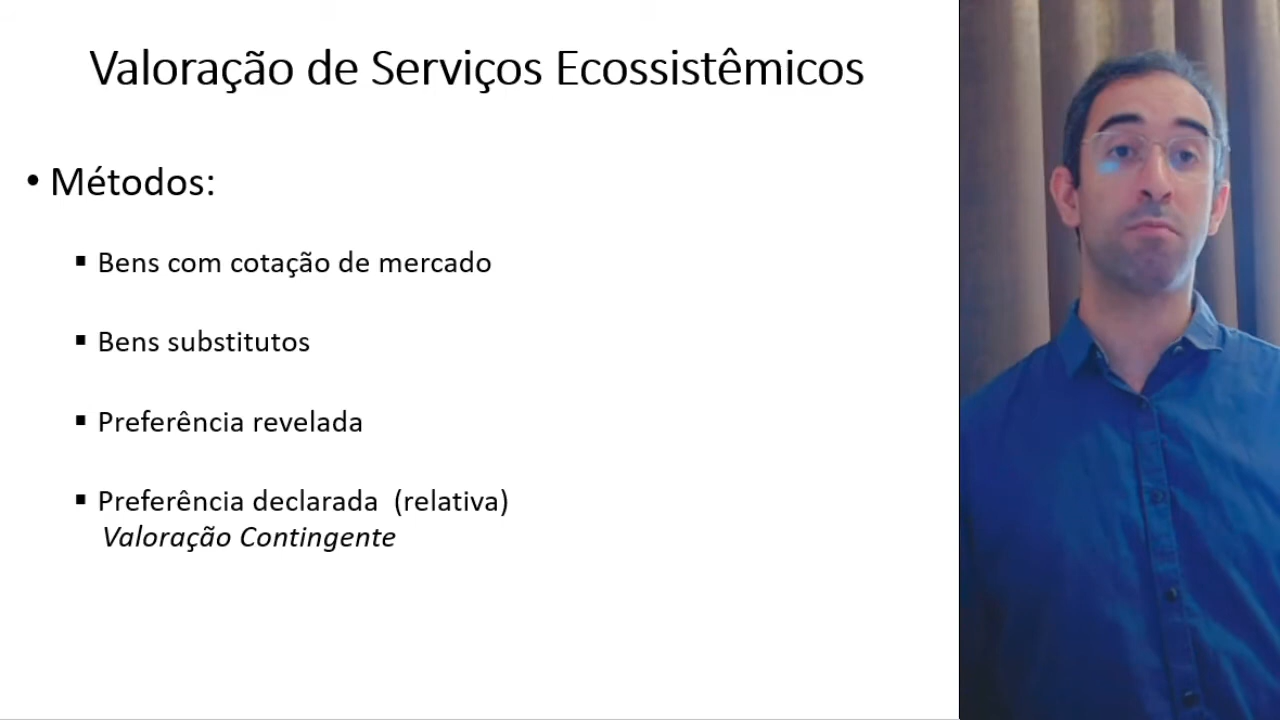 Valoração de Serviços Ecossistêmicos
• Métodos:
▪ Bens com cotação de mercado
▪ Bens substitutos
▪ Preferência revelada
▪ Preferência declarada (relativa)
Valoração Contingente